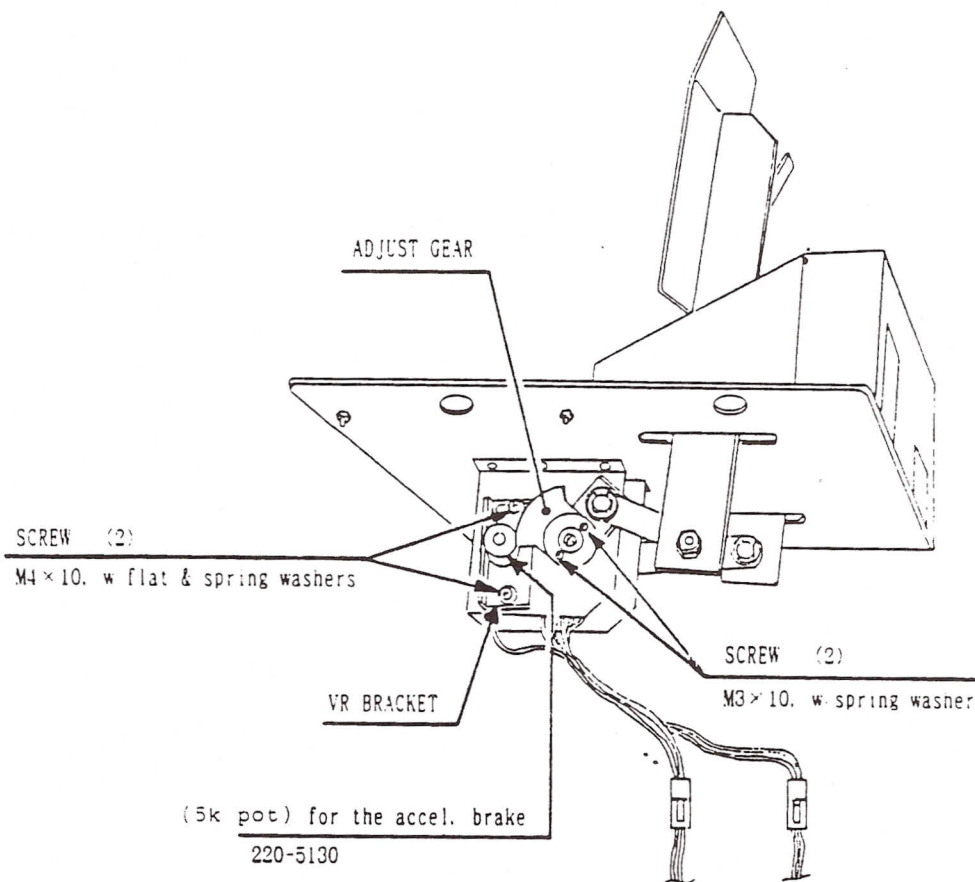 ADJUST GEAR
SCREW (2)
M4×10. w flat & spring washers
SCREW (2)
M3×10. w spring washer
VR BRACKET
(5k pot) for the accel. brake
220-5130